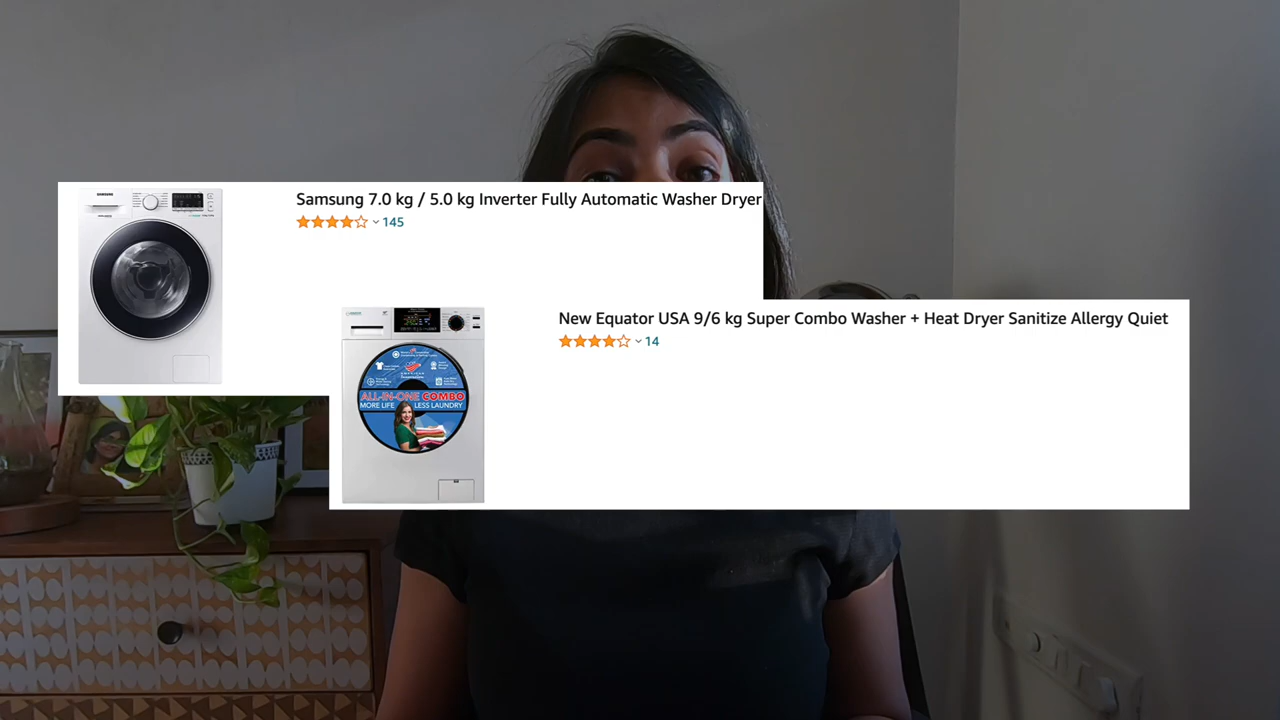 Samsung 7.0 kg / 5.0 kg Inverter Fully Automatic Washer Dryer
145
SAMSUNG
New Equator USA 9/6 kg Super Combo Washer + Heat Dryer Sanitize Allergy Quiet
14
ALL-IN-ONE COMBO
MORE LIFE LESS LAUNDRY